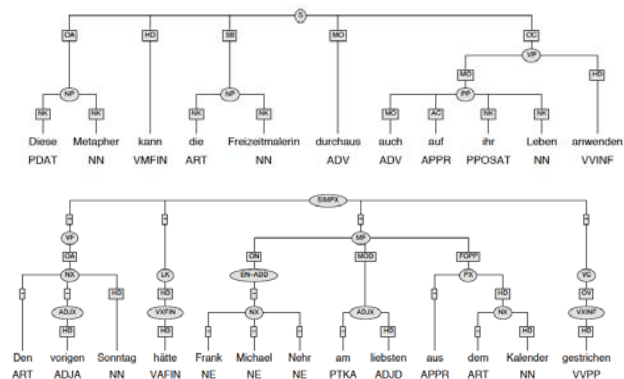 S
OA HD SB MO OC
VP
MO HD
NP NP PP
NK NK NK NK MO AC NK NK
Diese Metapher kann die Freizeitmalerin durchaus auch auf ihr Leben anwenden
PDAT NN VMFIN ART NN ADV ADV APPR PPOSAT NN VVINF
SIMPX
- - - -
VF MF
OA ON MOD FOPP
NX LK EN-ADD PX VC
- - HD HD - - HD OV
ADJX VXFIN NX ADJX NX VXINF
HD HD - - - - HD - HD HD
Den vorigen Sonntag hätte Frank Michael Nehr am liebsten aus dem Kalender gestrichen
ART ADJA NN VAFIN NE NE NE PTKA ADJD APPR ART NN VVPP